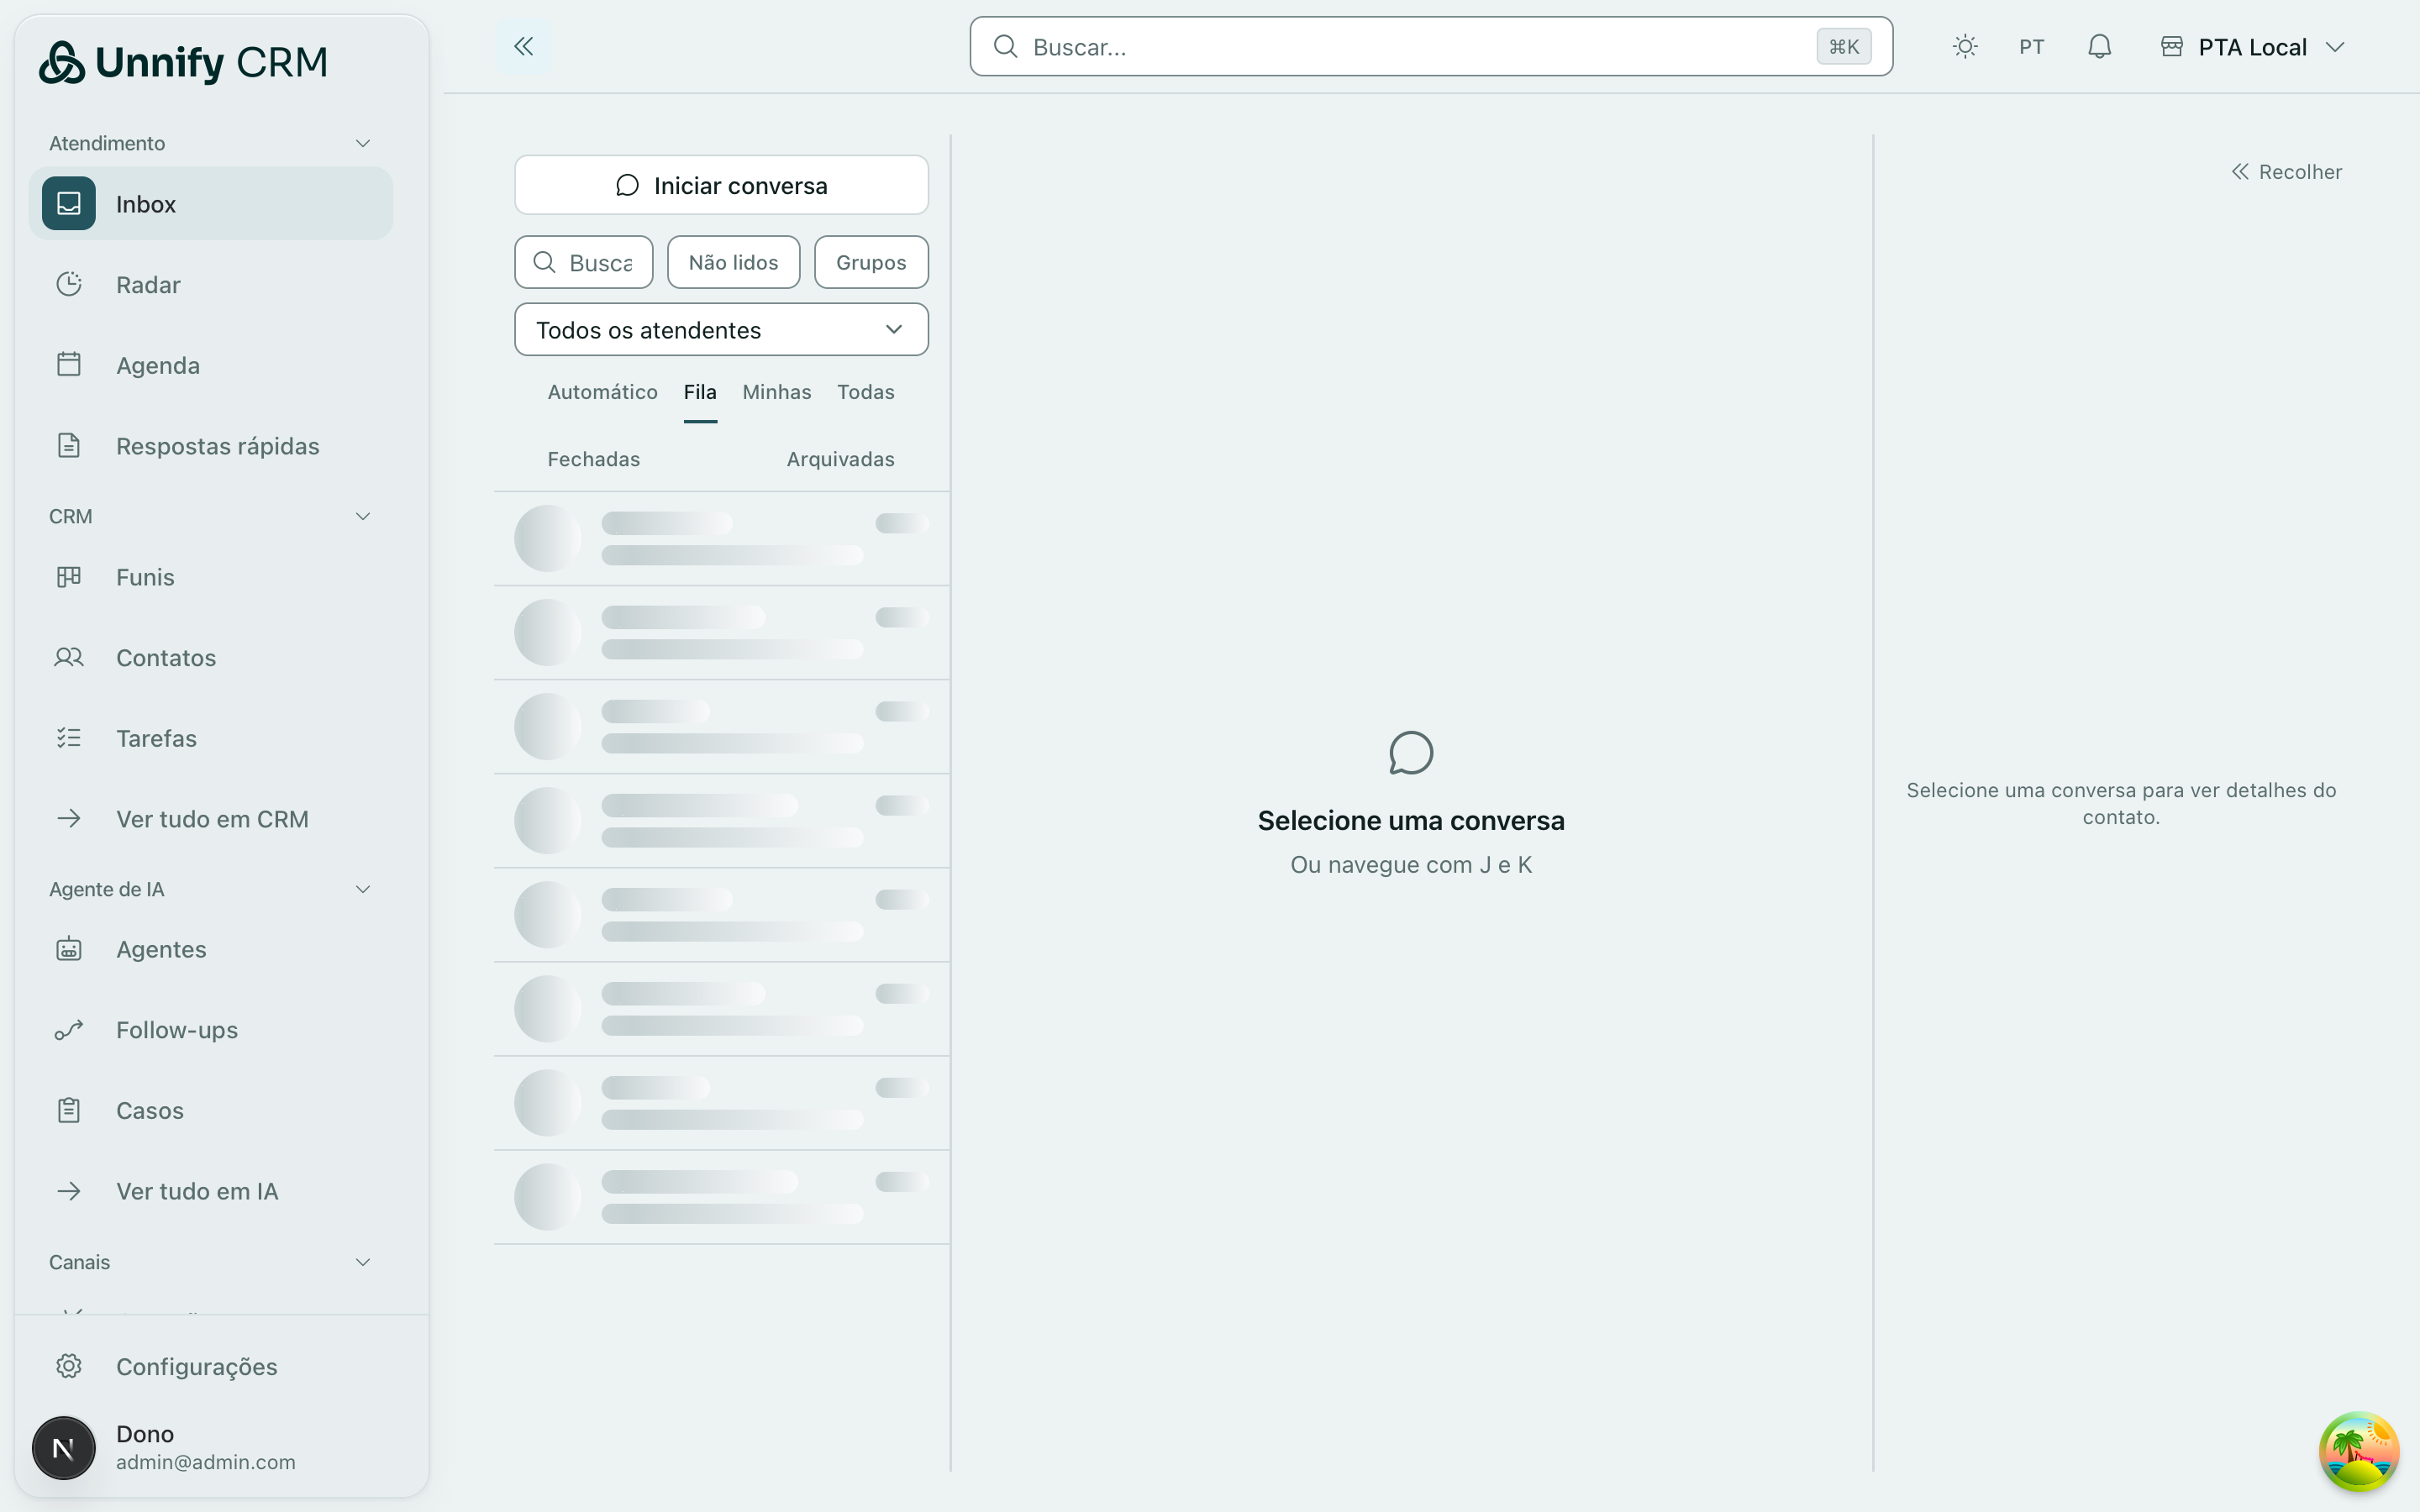 Unnify CRM
Atendimento
Inbox
Radar
Agenda
Respostas rápidas
CRM
Funis
Contatos
Tarefas
Ver tudo em CRM
Agente de IA
Agentes
Follow-ups
Casos
Ver tudo em IA
Canais
Configurações
N
Dono
admin@admin.com
Buscar...
⌘K
PT
PTA Local
Iniciar conversa
Busca
Não lidos
Grupos
Todos os atendentes
Automático
Fila
Minhas
Todas
Fechadas
Arquivadas
Selecione uma conversa
Ou navegue com J e K
Recolher
Selecione uma conversa para ver detalhes do
contato.